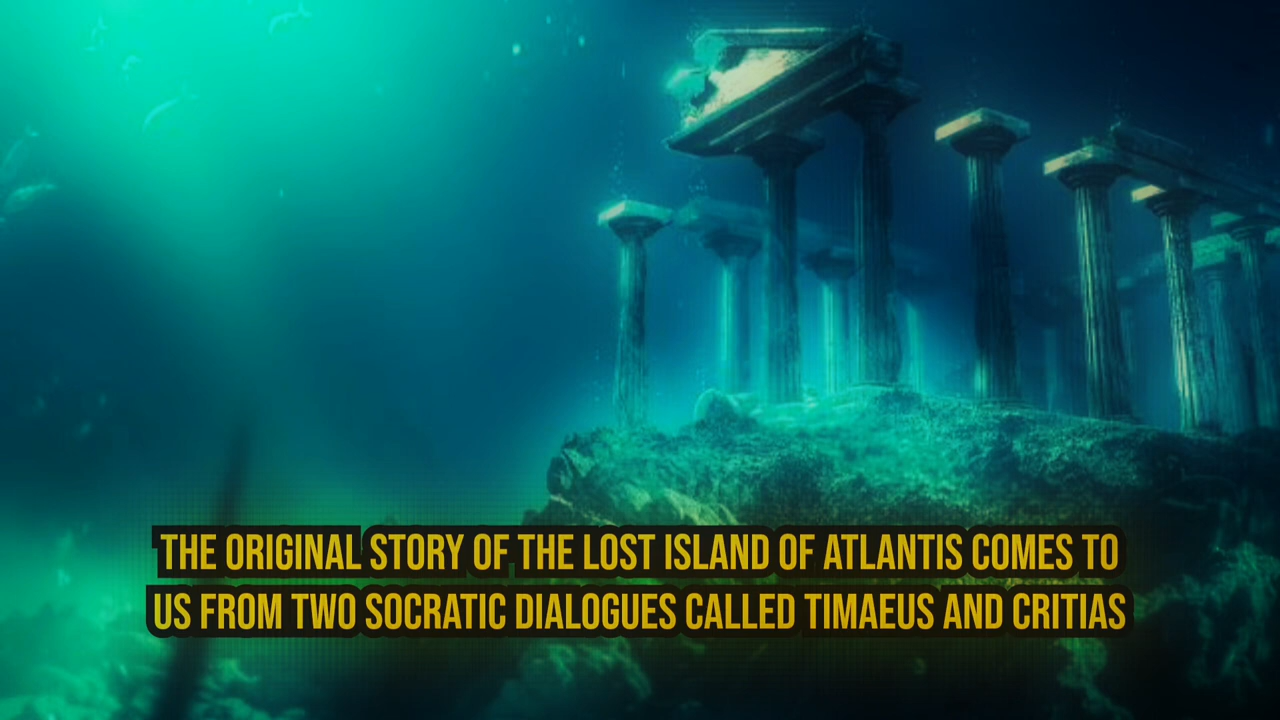 THE ORIGINAL STORY OF THE LOST ISLAND OF ATLANTIS COMES TO
US FROM TWO SOCRATIC DIALOGUES CALLED TIMAEUS AND CRITIAS